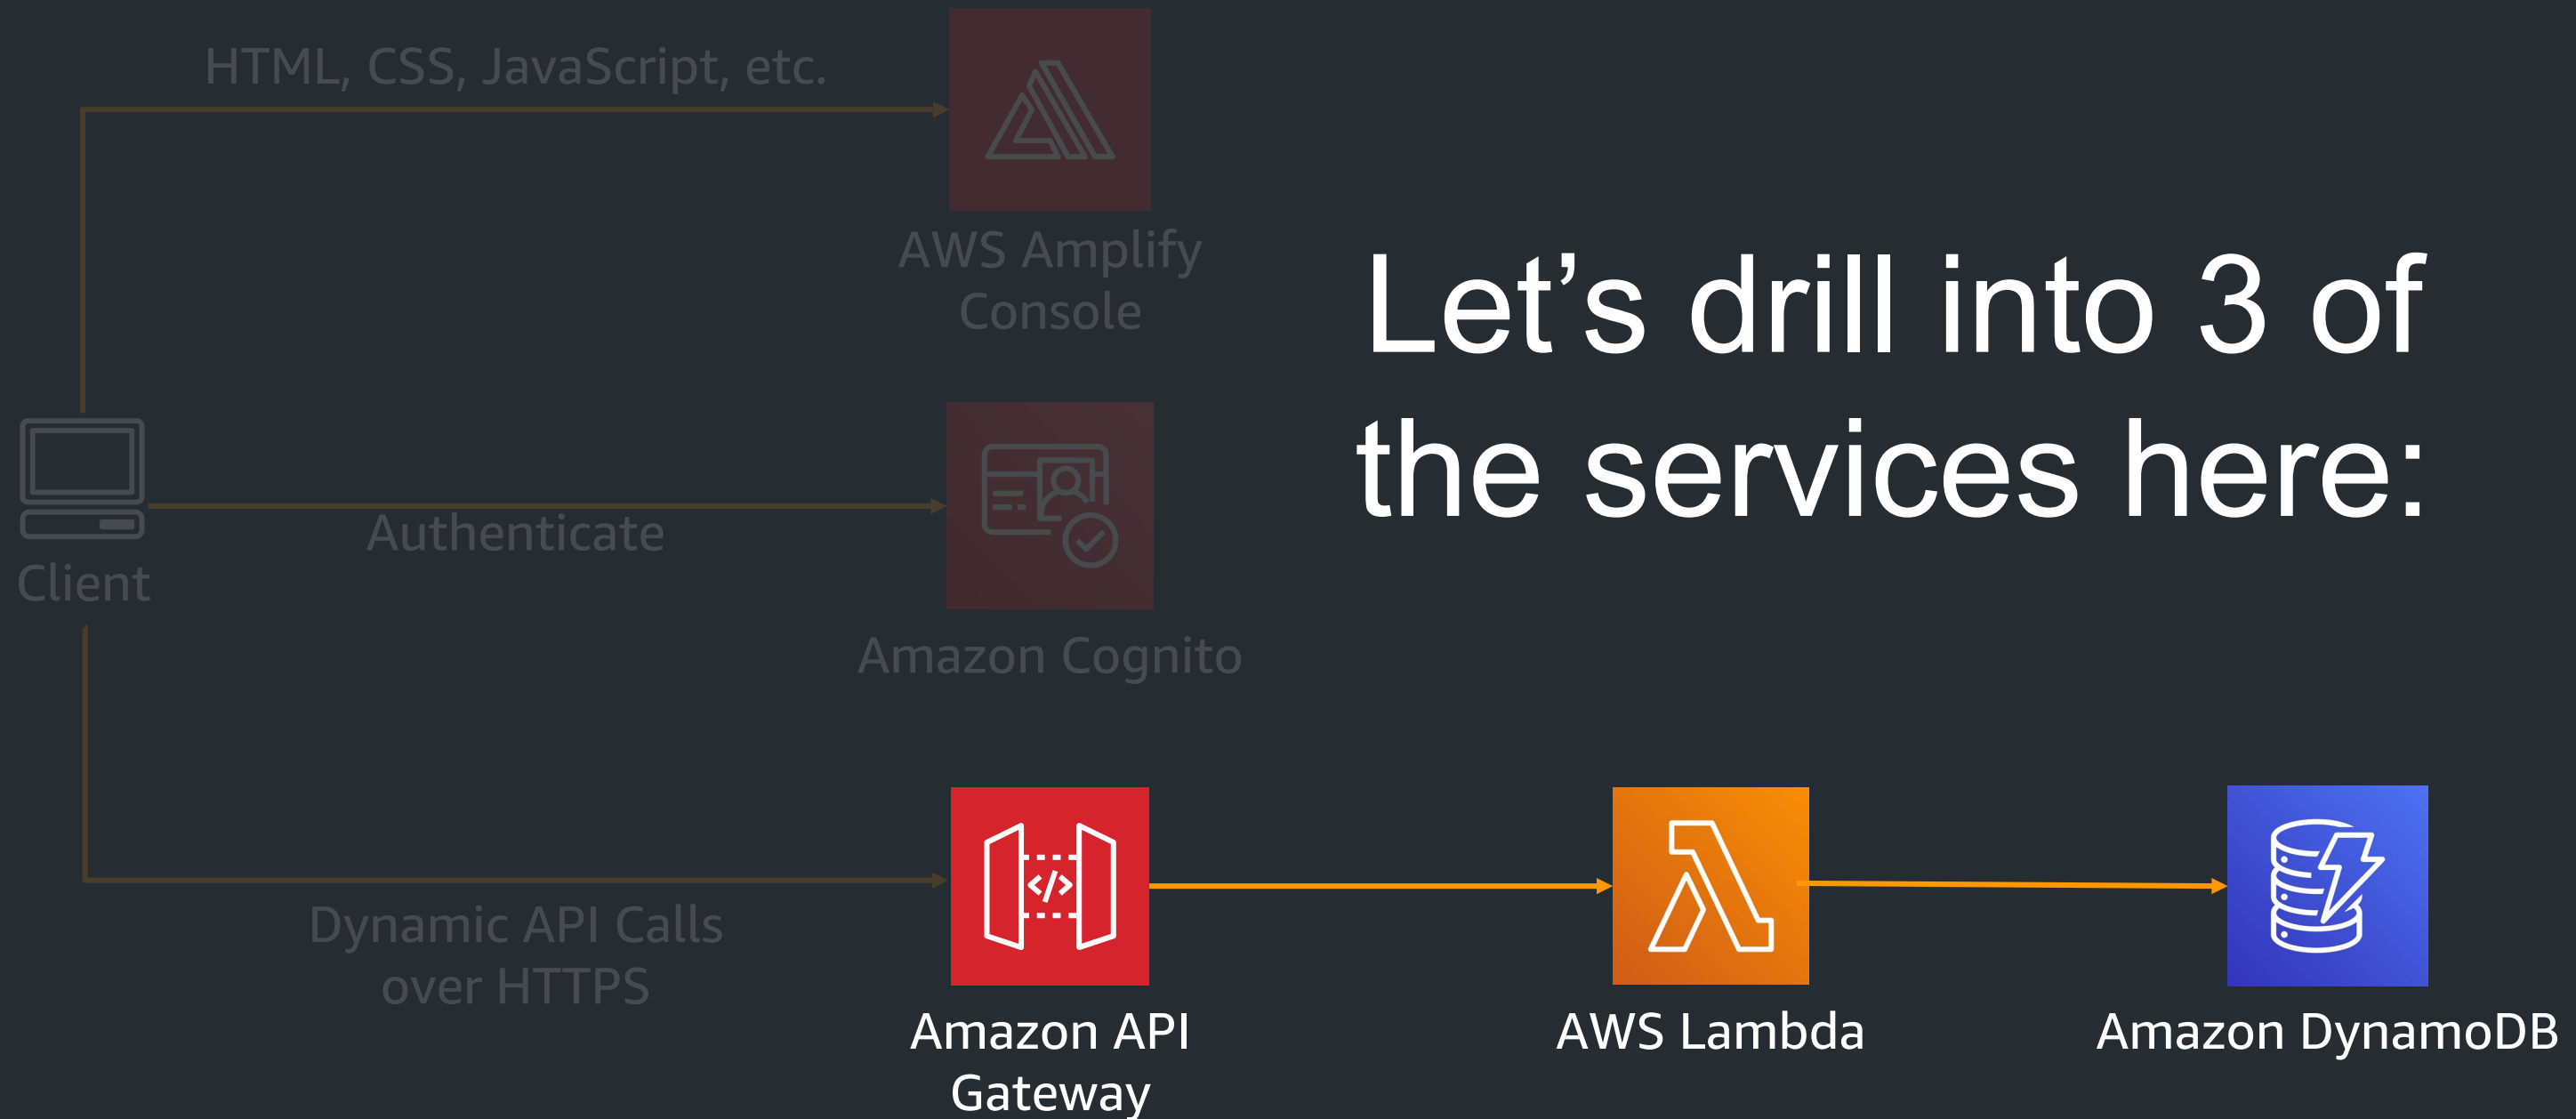 HTML, CSS, JavaScript, etc.
AWS Amplify
Console
Let’s drill into 3 of
the services here:
Client
Authenticate
Amazon Cognito
Dynamic API Calls
over HTTPS
Amazon API
Gateway
AWS Lambda
Amazon DynamoDB